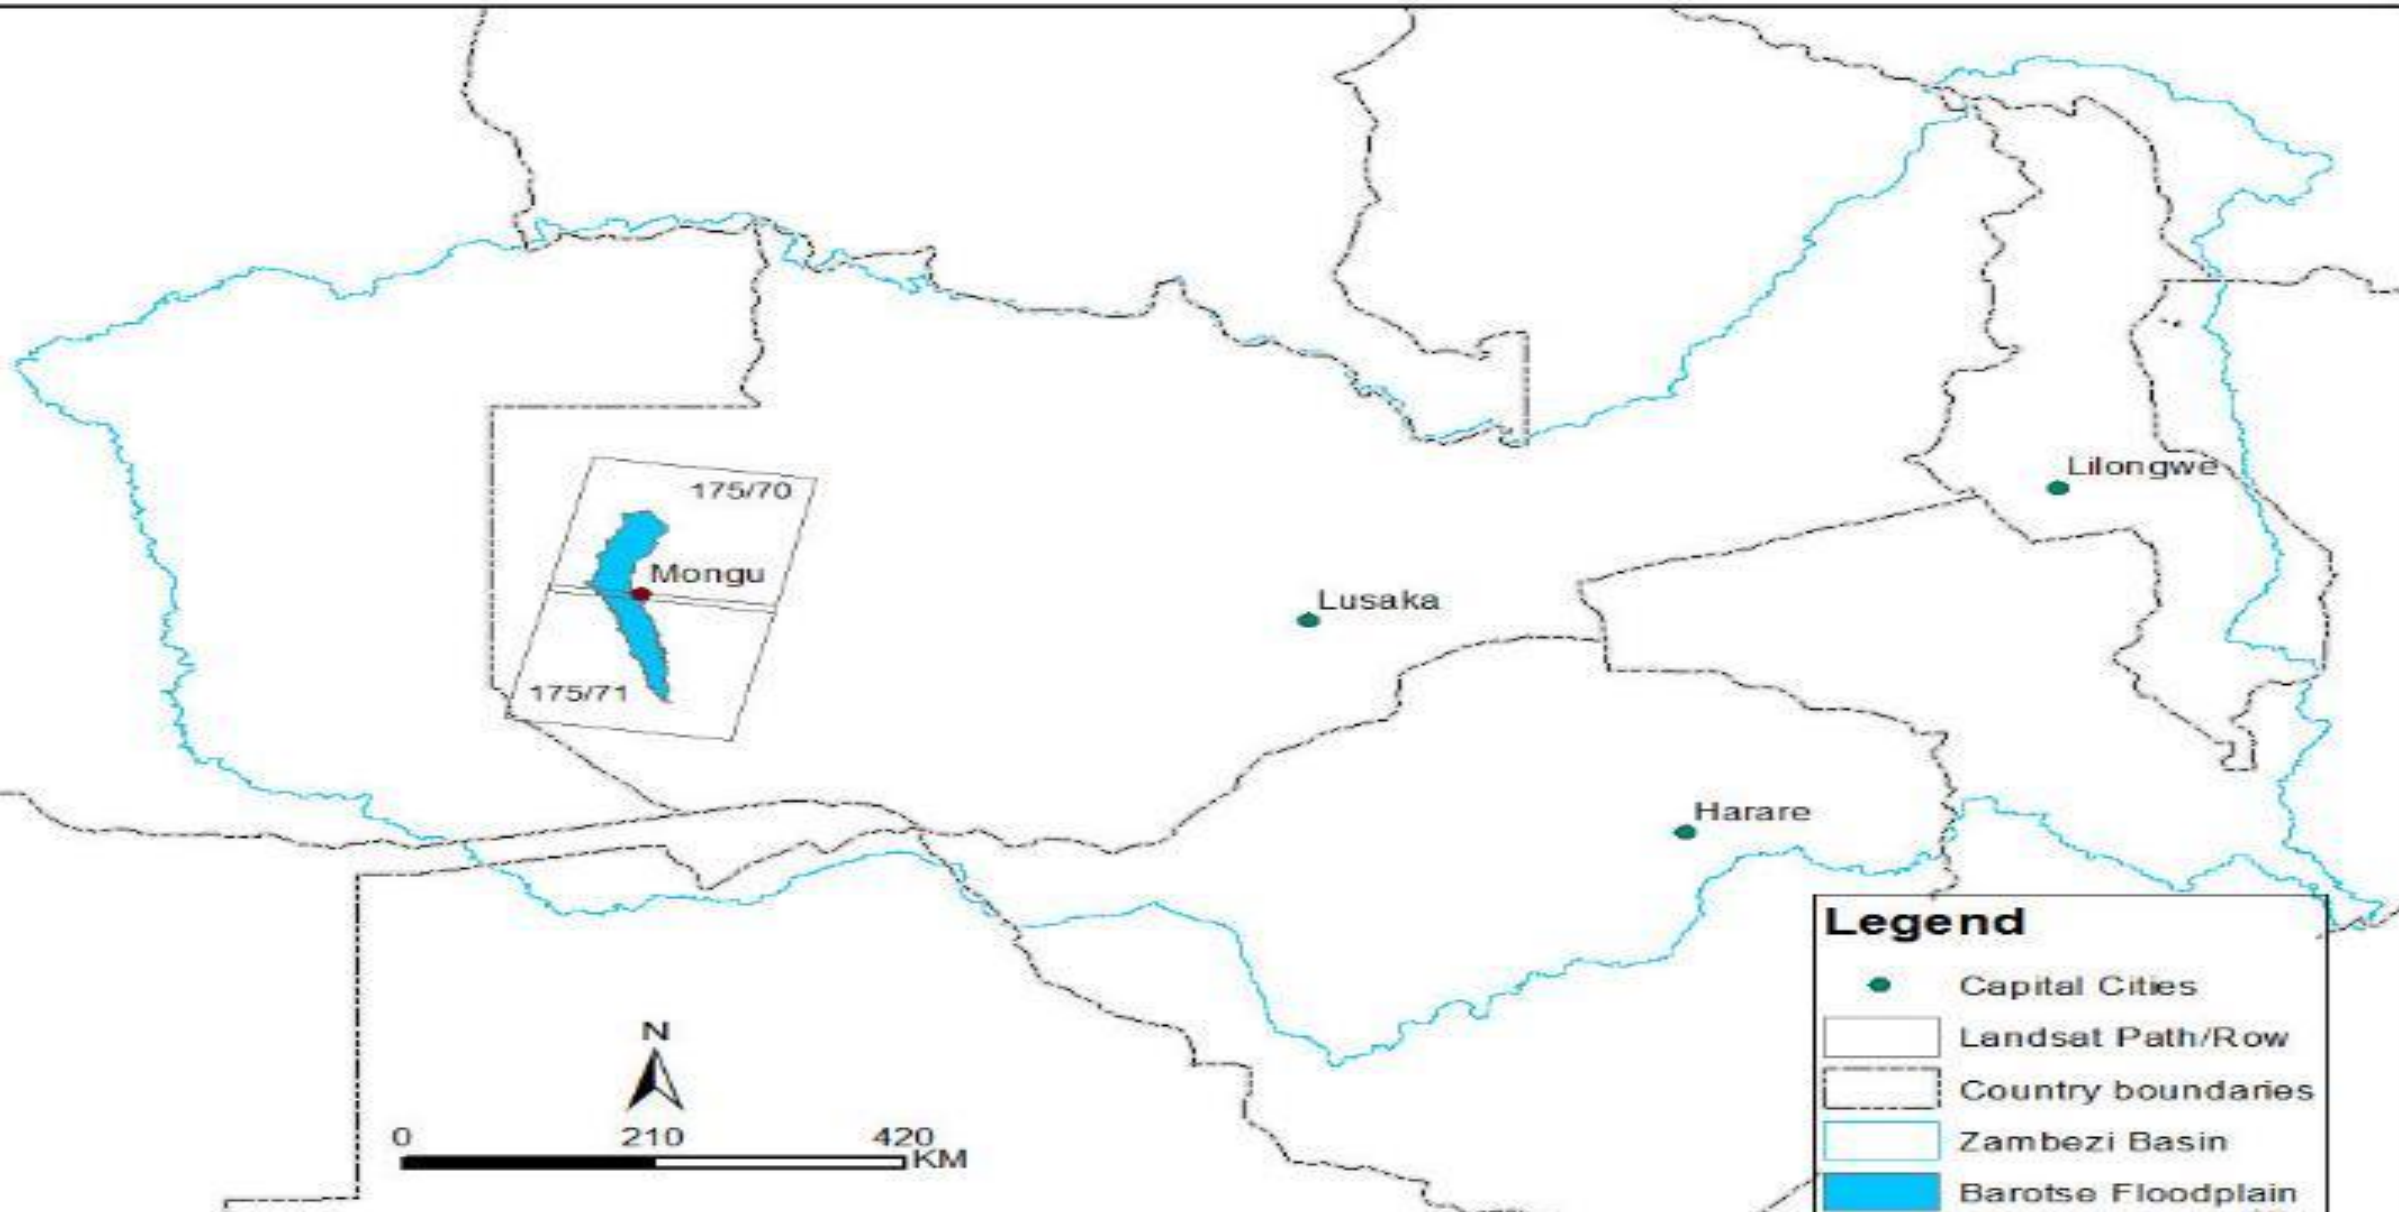 175/70
Lilongwe
Mongu
Lusaka
175/71
Harare
Legend
Capital Cities
Landsat Path/Row
Country boundaries
Zambezi Basin
Barotse Floodplain
N
0 210 420
KM